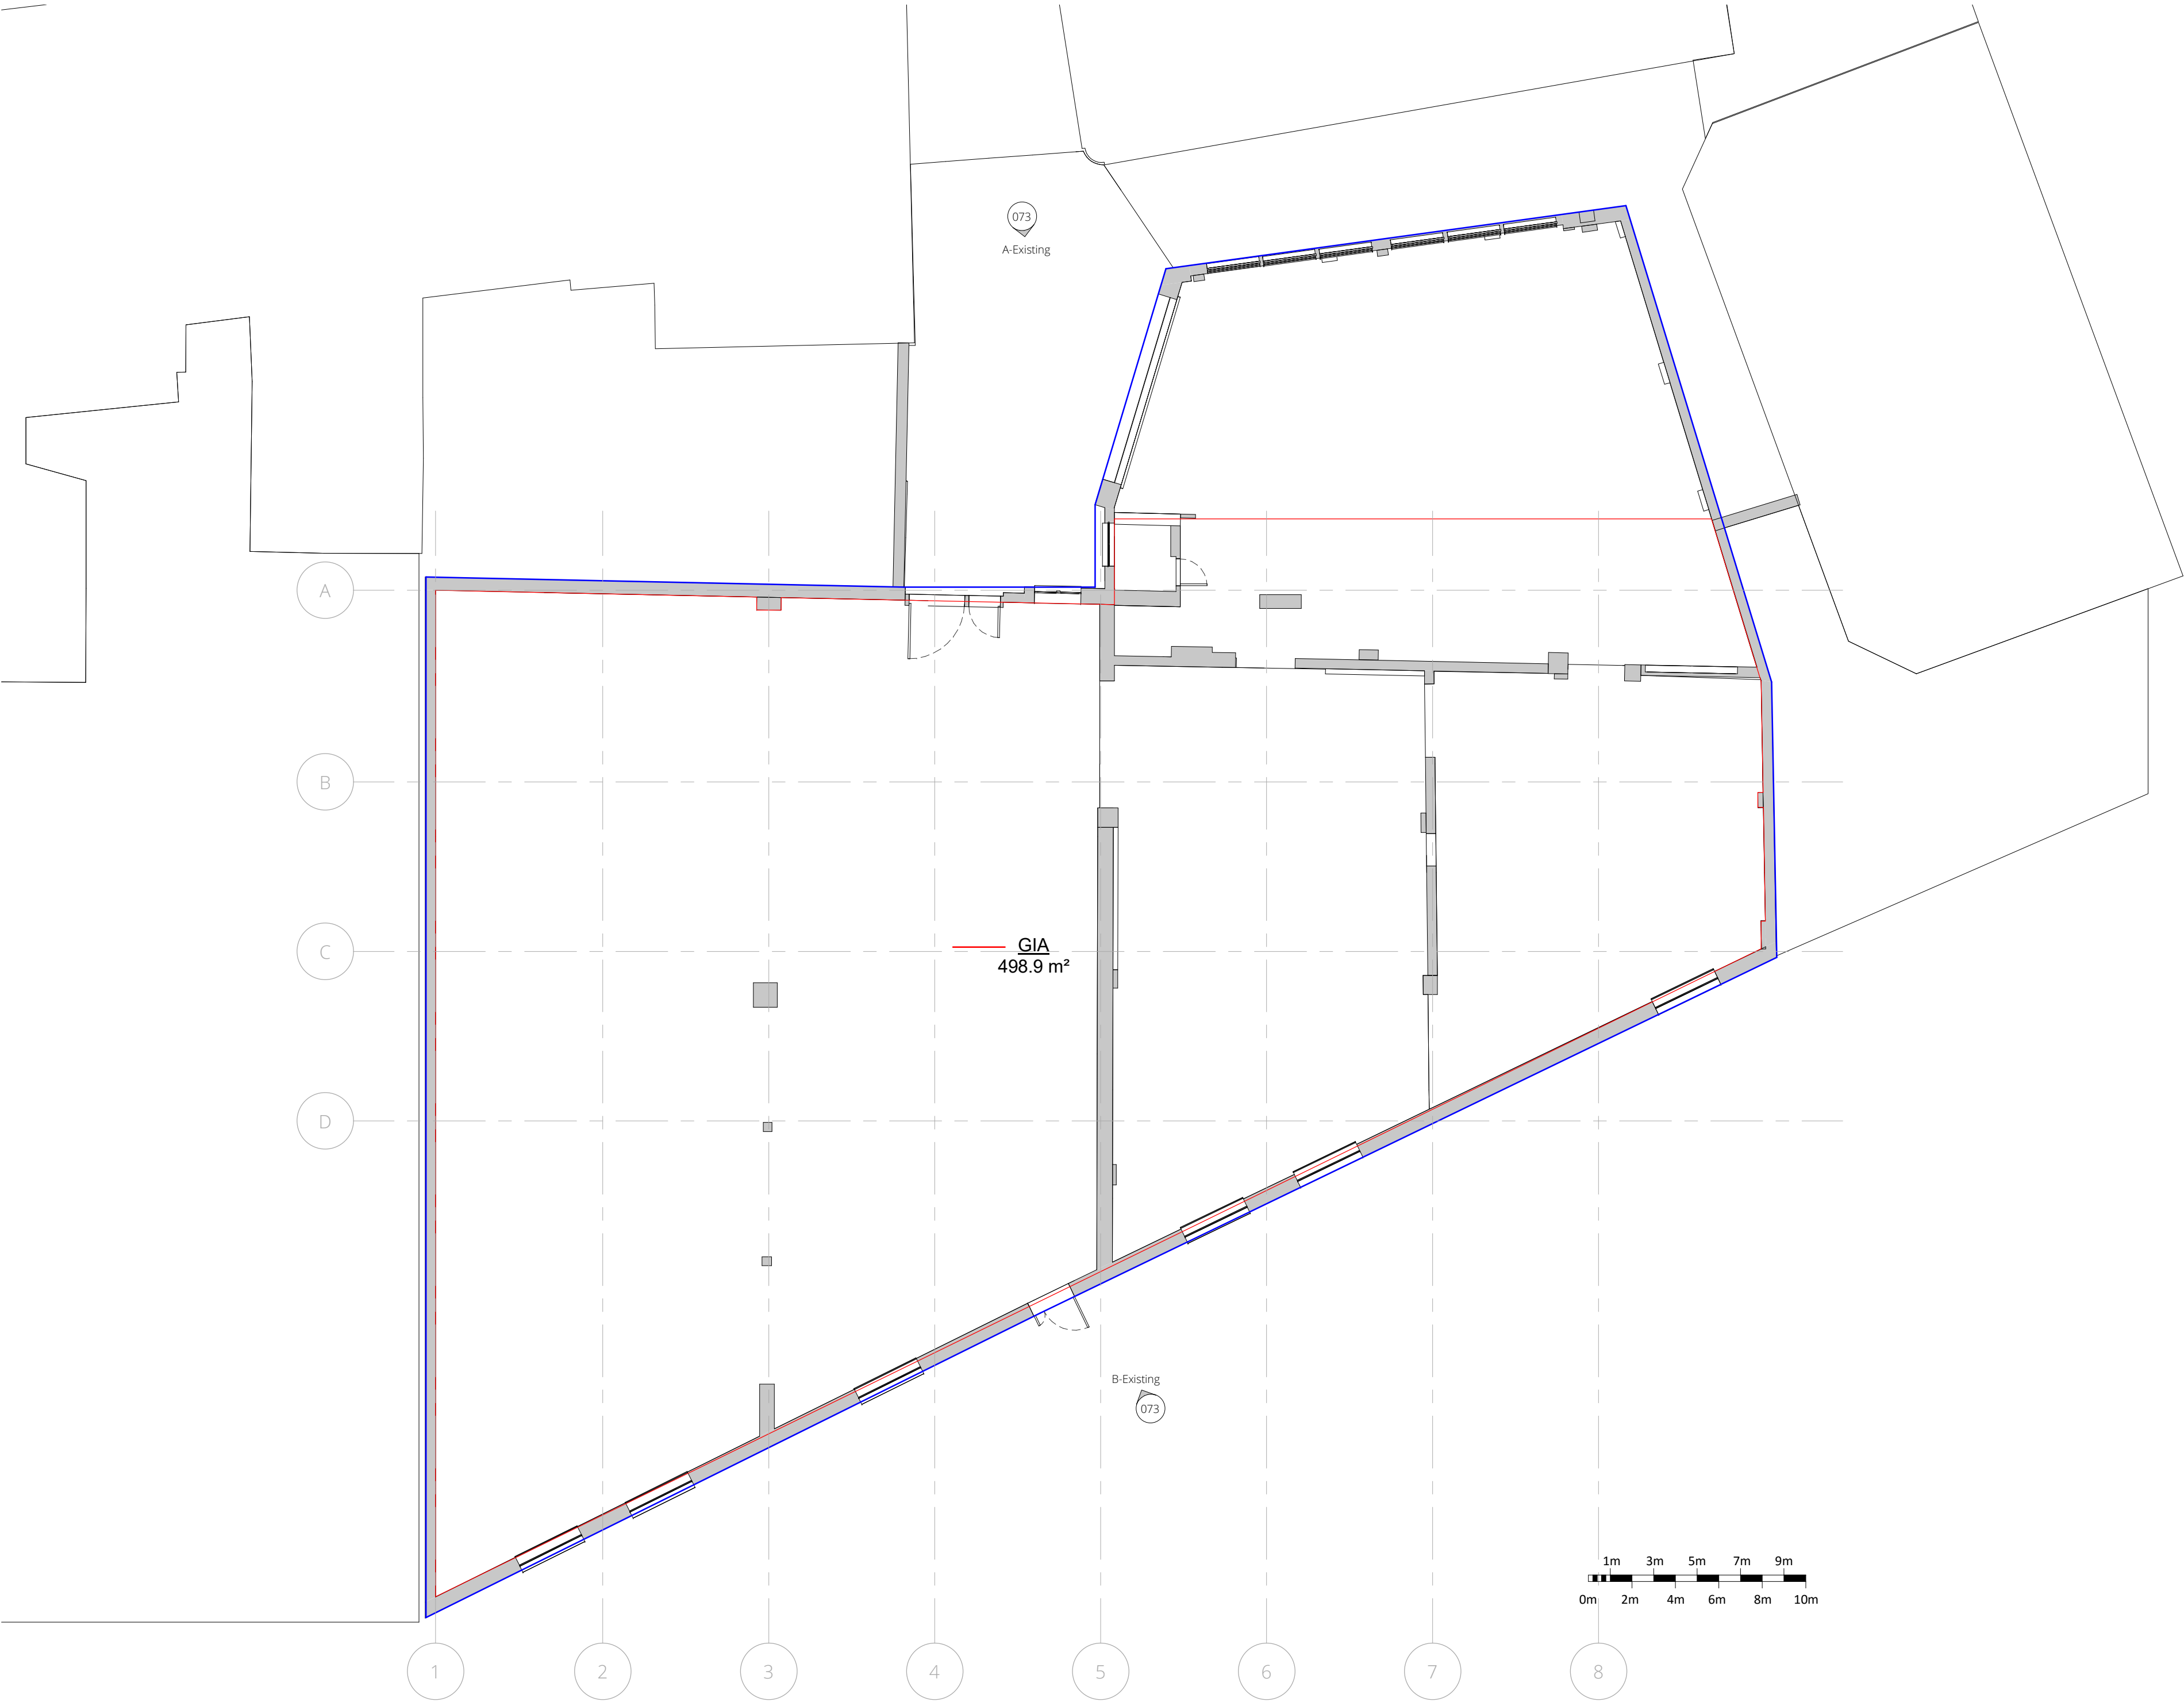 073
A-Existing
A
B
C
D
GIA
498.9 m²
B-Existing
073
1m 3m 5m 7m 9m
0m 2m 4m 6m 8m 10m
1 2 3 4 5 6 7 8